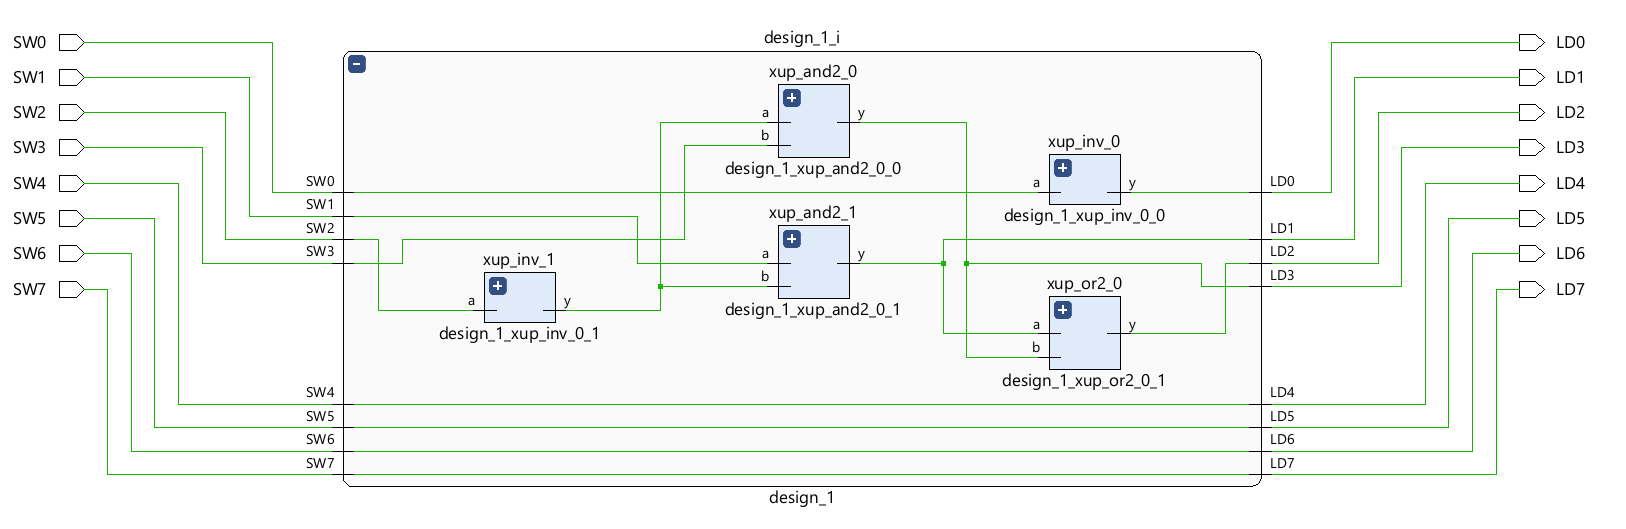 design_1_i
SW0
LD0
xup_and2_0
SW1
LD1
a
y
SW2
LD2
b
xup_inv_0
SW3
LD3
design_1_xup_and2_0_0
SW4
SW0
a
y
LD0
LD4
SW1
xup_and2_1
design_1_xup_inv_0_0
SW5
LD5
SW2
LD1
SW3
a
y
LD2
SW6
LD6
xup_inv_1
b
LD3
xup_or2_0
SW7
LD7
a
y
design_1_xup_and2_0_1
a
y
design_1_xup_inv_0_1
b
design_1_xup_or2_0_1
SW4
LD4
SW5
LD5
SW6
LD6
SW7
LD7
design_1